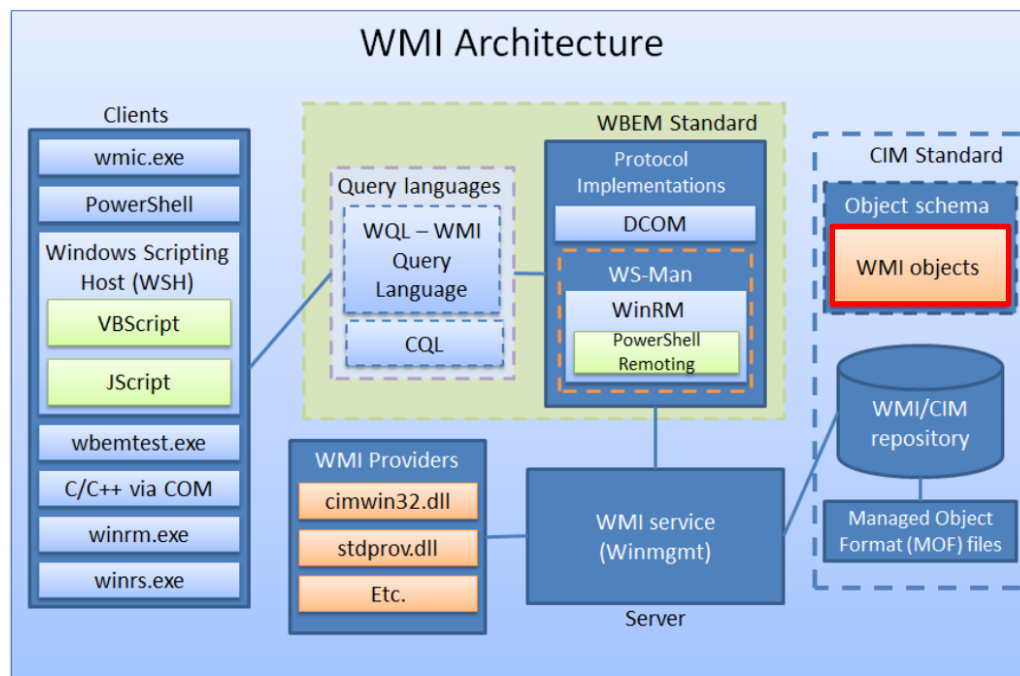 WMI Architecture
Clients
wmic.exe
PowerShell
Windows Scripting
Host (WSH)
VBScript
JScript
wbemtest.exe
C/C++ via COM
winrm.exe
winrs.exe
WBEM Standard
Query languages
WQL – WMI
Query
Language
CQL
Protocol
Implementations
DCOM
WS-Man
WinRM
PowerShell
Remoting
CIM Standard
Object schema
WMI objects
WMI/CIM
repository
Managed Object
Format (MOF) files
WMI Providers
cimwin32.dll
stdprov.dll
Etc.
WMI service
(Winmgmt)
Server